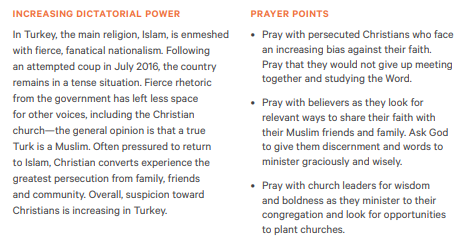 INCREASING DICTATORIAL POWER
In Turkey, the main religion, Islam, is enmeshed
with fierce, fanatical nationalism. Following
an attempted coup in July 2016, the country
remains in a tense situation. Fierce rhetoric
from the government has left less space
for other voices, including the Christian
church—the general opinion is that a true
Turk is a Muslim. Often pressured to return
to Islam, Christian converts experience the
greatest persecution from family, friends
and community. Overall, suspicion toward
Christians is increasing in Turkey.
PRAYER POINTS
• Pray with persecuted Christians who face
an increasing bias against their faith.
Pray that they would not give up meeting
together and studying the Word.
• Pray with believers as they look for
relevant ways to share their faith with
their Muslim friends and family. Ask God
to give them discernment and words to
minister graciously and wisely.
• Pray with church leaders for wisdom
and boldness as they minister to their
congregation and look for opportunities
to plant churches.